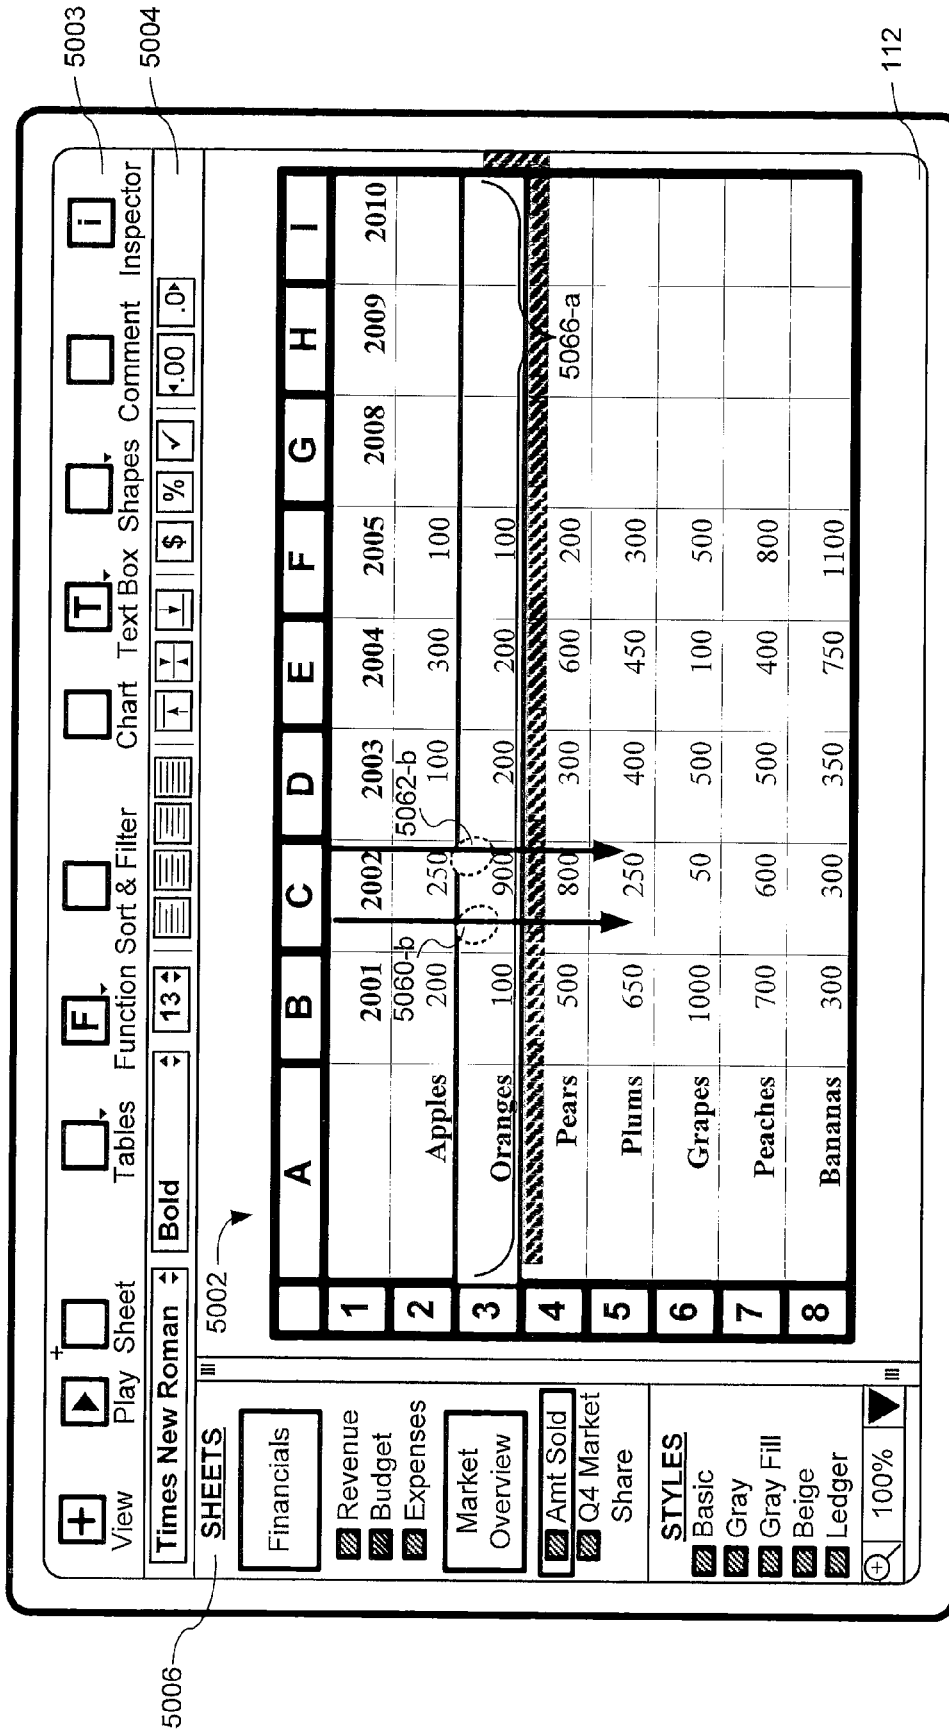 5003
5004
View Play Sheet Tables Function Sort & Filter Chart Text Box Shapes Comment Inspector
+ F T i
Times New Roman Bold 13 $ % ✓ .00 .0
5006
5002
SHEETS
Financials
Revenue
Budget
Expenses
Market
Overview
Amt Sold
Q4 Market
Share
STYLES
Basic
Gray
Gray Fill
Beige
Ledger
100%
A B C D E F G H I
1 2001 2002 2003 2004 2005 2008 2009 2010
5060-b 5062-b
2 Apples 200 250 100 300 100
3 Oranges 100 900 200 200 100
5066-a
4 Pears 500 800 300 600 200
5 Plums 650 250 400 450 300
6 Grapes 1000 50 500 100 500
7 Peaches 700 600 500 400 800
8 Bananas 300 300 350 750 1100
112